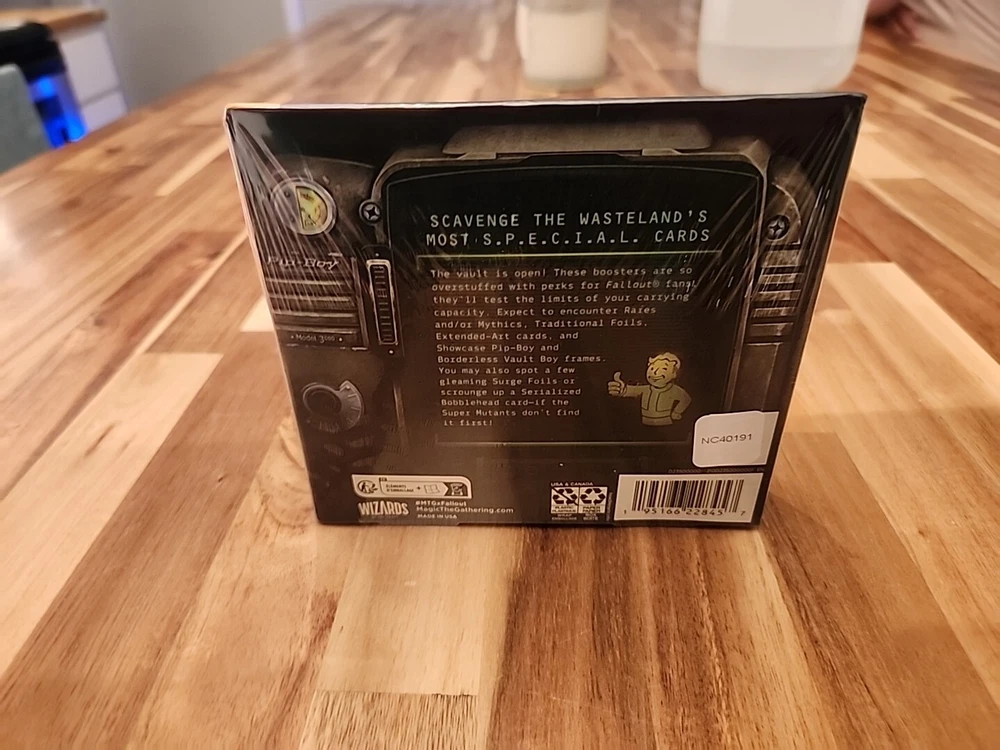 SCAVENGE THE WASTELAND'S
MOST S.P.E.C.I.A.L. CARDS
The vault is open! These boosters are so
overstuffed with perks for Fallout® fans,
they'll test the limits of your carrying
capacity. Expect to encounter Rares
and/or Mythics, Traditional Foils,
Extended-Art cards, and
Showcase Pip-Boy and
Borderless Vault Boy frames.
You may also spot a few
gleaming Surge Foils or
scrounge up a Serialized
Bobblehead card—if the
Super Mutants don't find
it first!
Pip-Boy
Model 3000
NC40191
ÉLÉMENTS
D'EMBALLAGE
WIZARDS
#MTGxFallout
MagicTheGathering.com
MADE IN USA
USA & CANADA
1 95166 22845 7